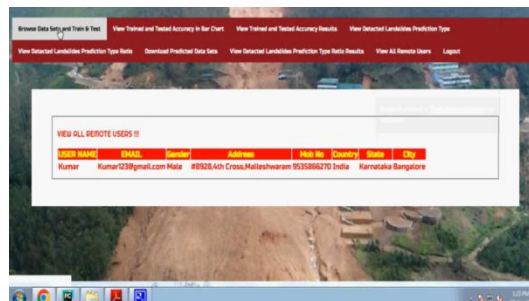 Browse Data Sets and Train & Test View Trained and Tested Accuracy in Bar Chart View Trained and Tested Accuracy Results View Detected Landslides Prediction Type
View Detected Landslides Prediction Type Ratio Download Predicted Data Sets View Detected Landslides Prediction Type Ratio Results View All Remote Users Logout
VIEW ALL REMOTE USERS !!!
USER NAME EMAIL Gender Address Mob No Country State City
Kumar Kumar123@gmail.com Male #8928,4th Cross,Malleshwaram 9535866270 India Karnataka Bangalore